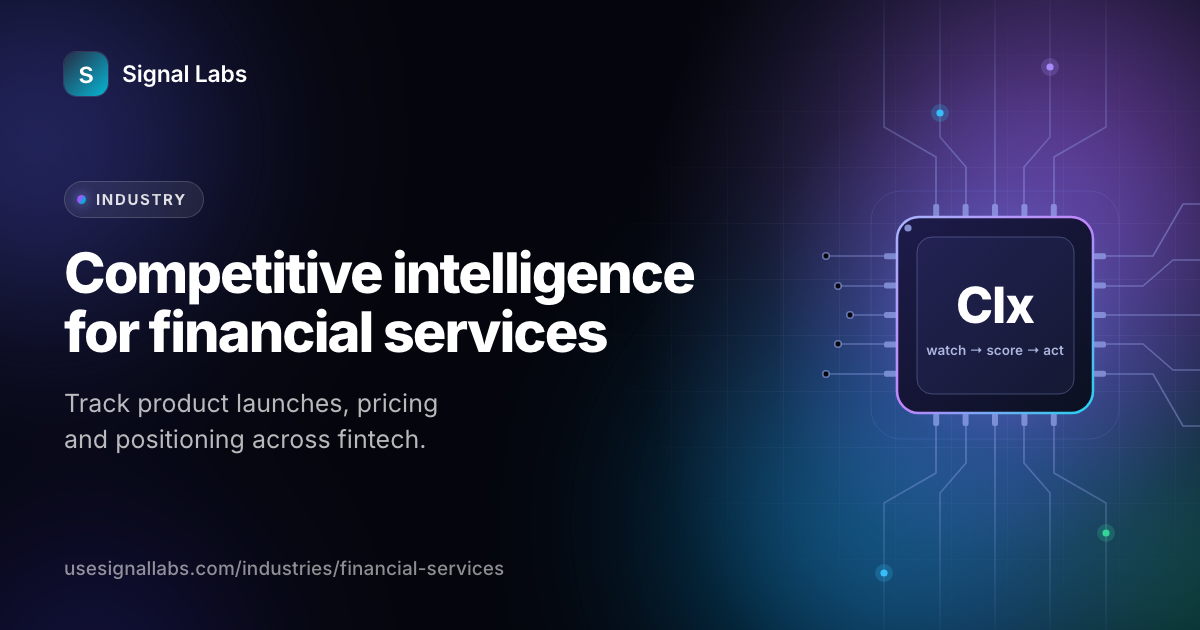 S
Signal Labs
INDUSTRY
Competitive intelligence
for financial services
Track product launches, pricing
and positioning across fintech.
CIx
watch → score → act
usesignallabs.com/industries/financial-services